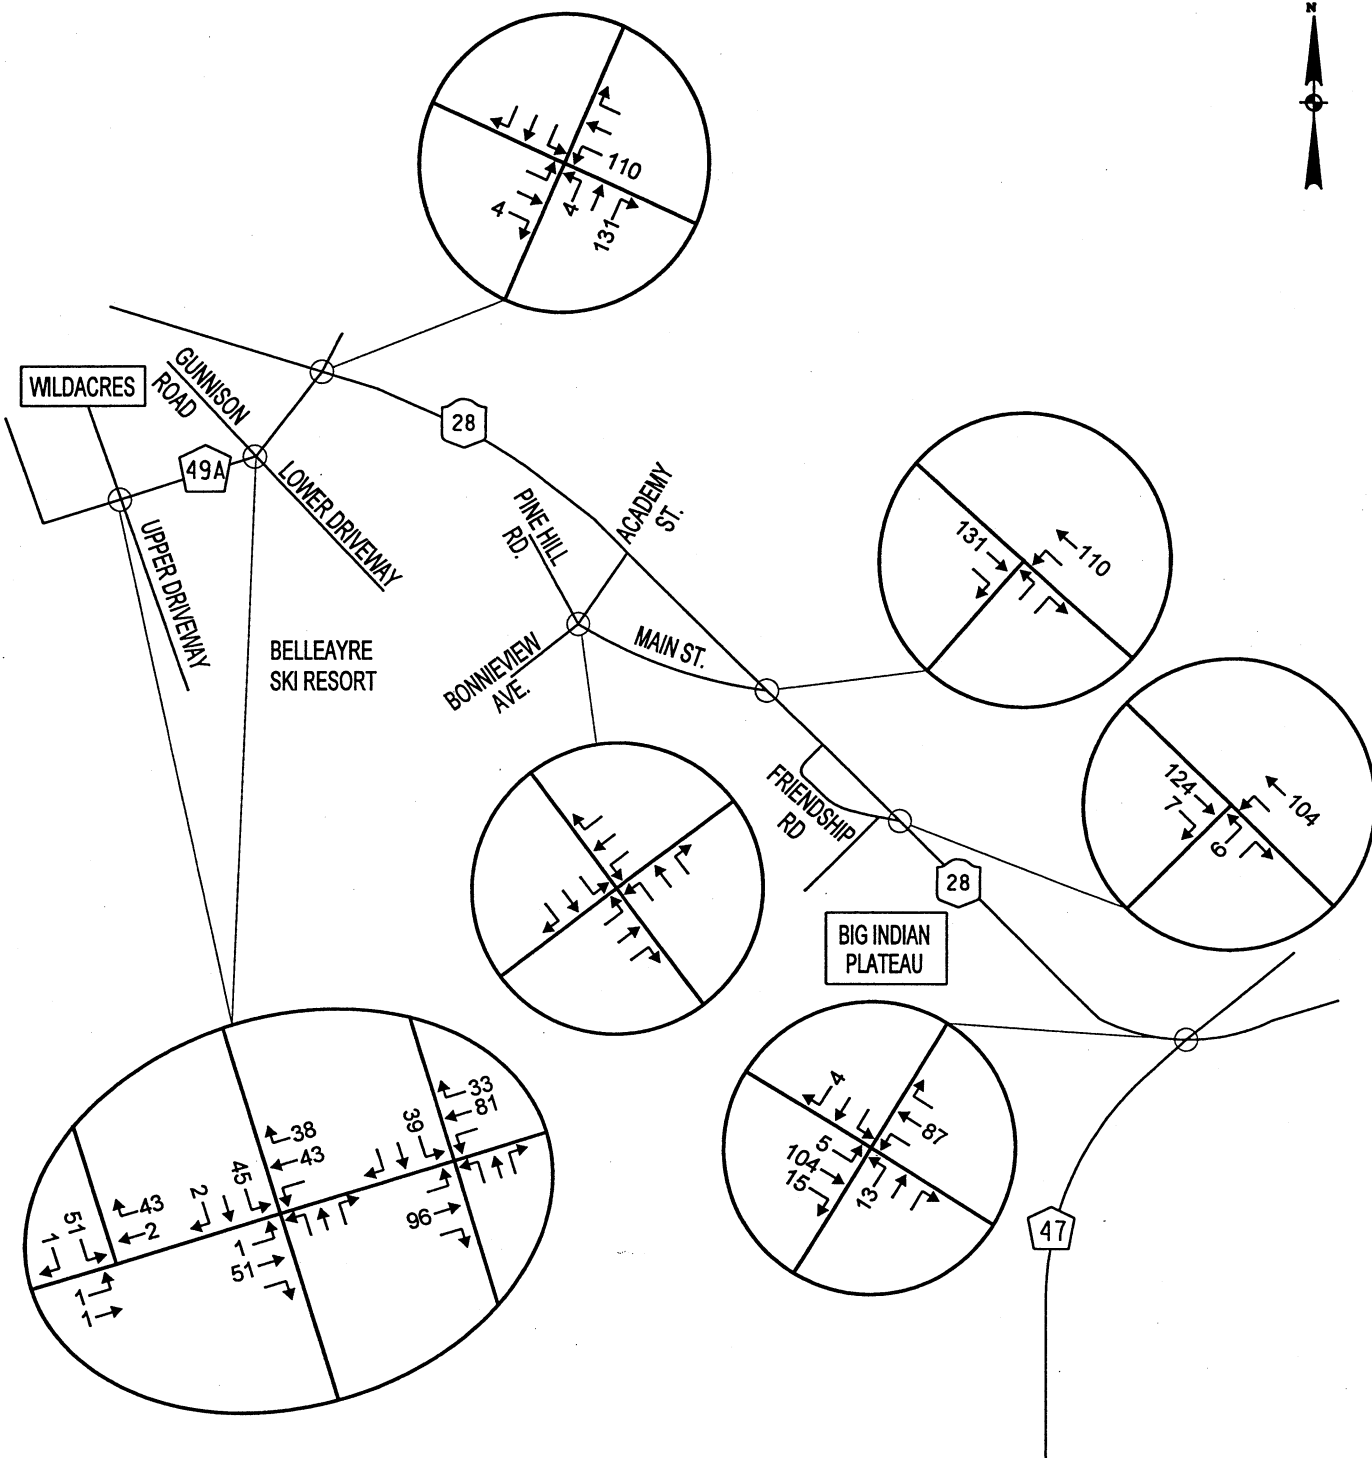 N
110
4
4
131
WILDACRES
GUNNISON
ROAD
28
49A
LOWER DRIVEWAY
UPPER DRIVEWAY
BELLEAYRE
SKI RESORT
PINE HILL
RD.
ACADEMY
ST.
BONNIEVIEW
AVE.
MAIN ST.
131
110
FRIENDSHIP
RD
124
7
104
6
28
BIG INDIAN
PLATEAU
4
87
5
104
15
13
47
33
81
39
96
38
43
45
2
1
51
43
2
51
1
1
1